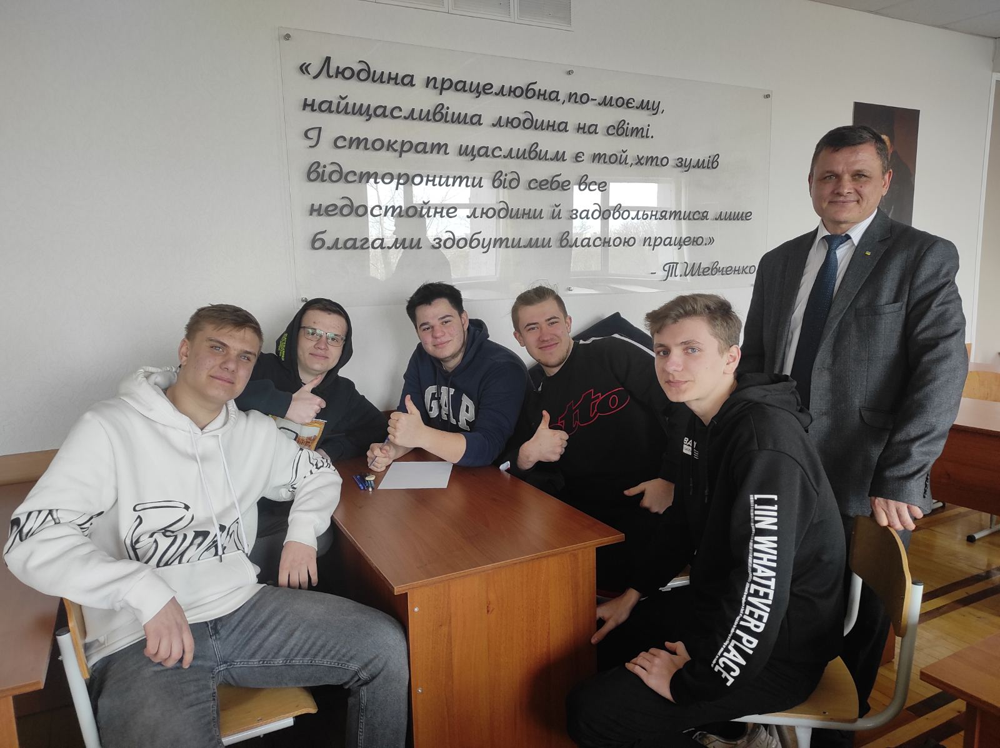 «Людина працелюбна,по-моєму,
найщасливіша людина на світі.
І стократ щасливим є той,хто зумів
відсторонити від себе все
недостойне людини й задовольнятися лише
благами здобутими власною працею.»
- Т.Шевченко
GAP
otto
[ ]IN WHATEVER PLACE